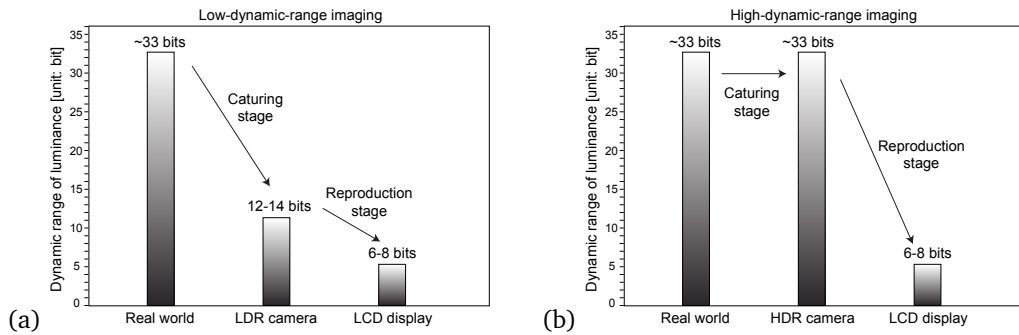 Low-dynamic-range imaging
Dynamic range of luminance [unit: bit]
35
30
25
20
15
10
5
0
~33 bits
Caturing
stage
12-14 bits
Reproduction
stage
6-8 bits
Real world LDR camera LCD display
(a)
High-dynamic-range imaging
Dynamic range of luminance [unit: bit]
35
30
25
20
15
10
5
0
~33 bits ~33 bits
Caturing
stage
Reproduction
stage
6-8 bits
Real world HDR camera LCD display
(b)